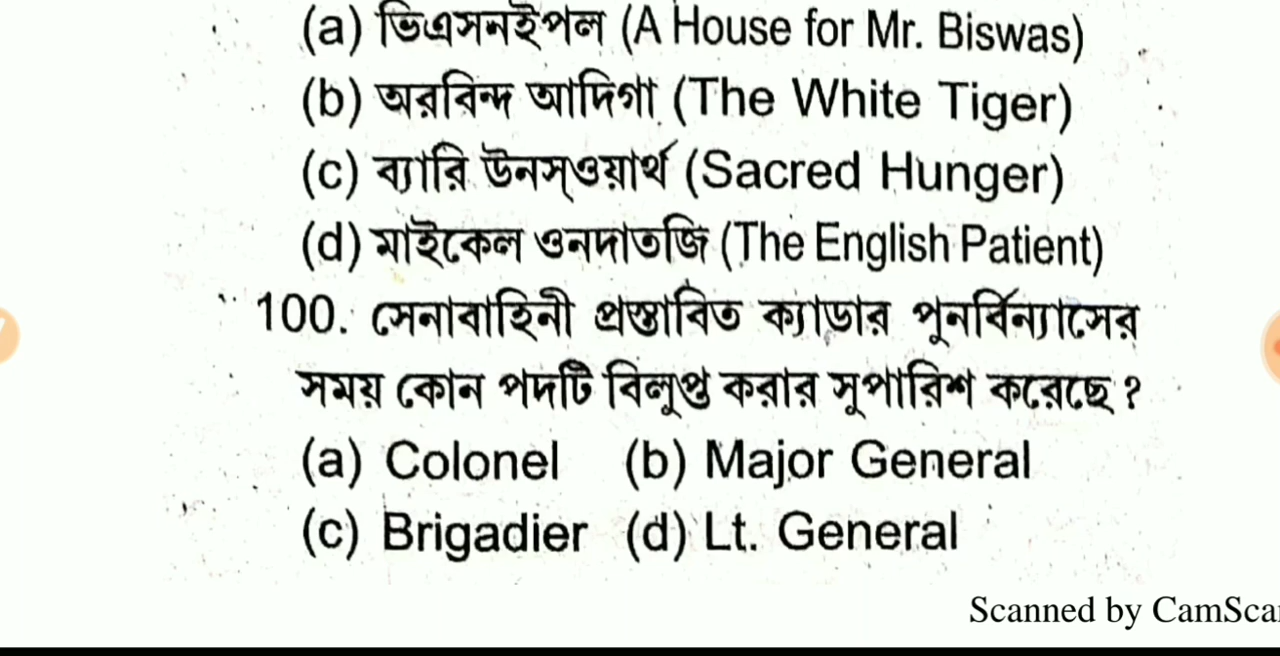 (a) ভিএসনইপল (A House for Mr. Biswas)
(b) অরবিন্দ আদিগা (The White Tiger)
(c) ব্যারি উনস্ওয়ার্থ (Sacred Hunger)
(d) মাইকেল ওনদাতজি (The English Patient)
100. সেনাবাহিনী প্রস্তাবিত ক্যাডার পুনর্বিন্যাসের
সময় কোন পদটি বিলুপ্ত করার সুপারিশ করেছে ?
(a) Colonel (b) Major General
(c) Brigadier (d) Lt. General
Scanned by CamSca